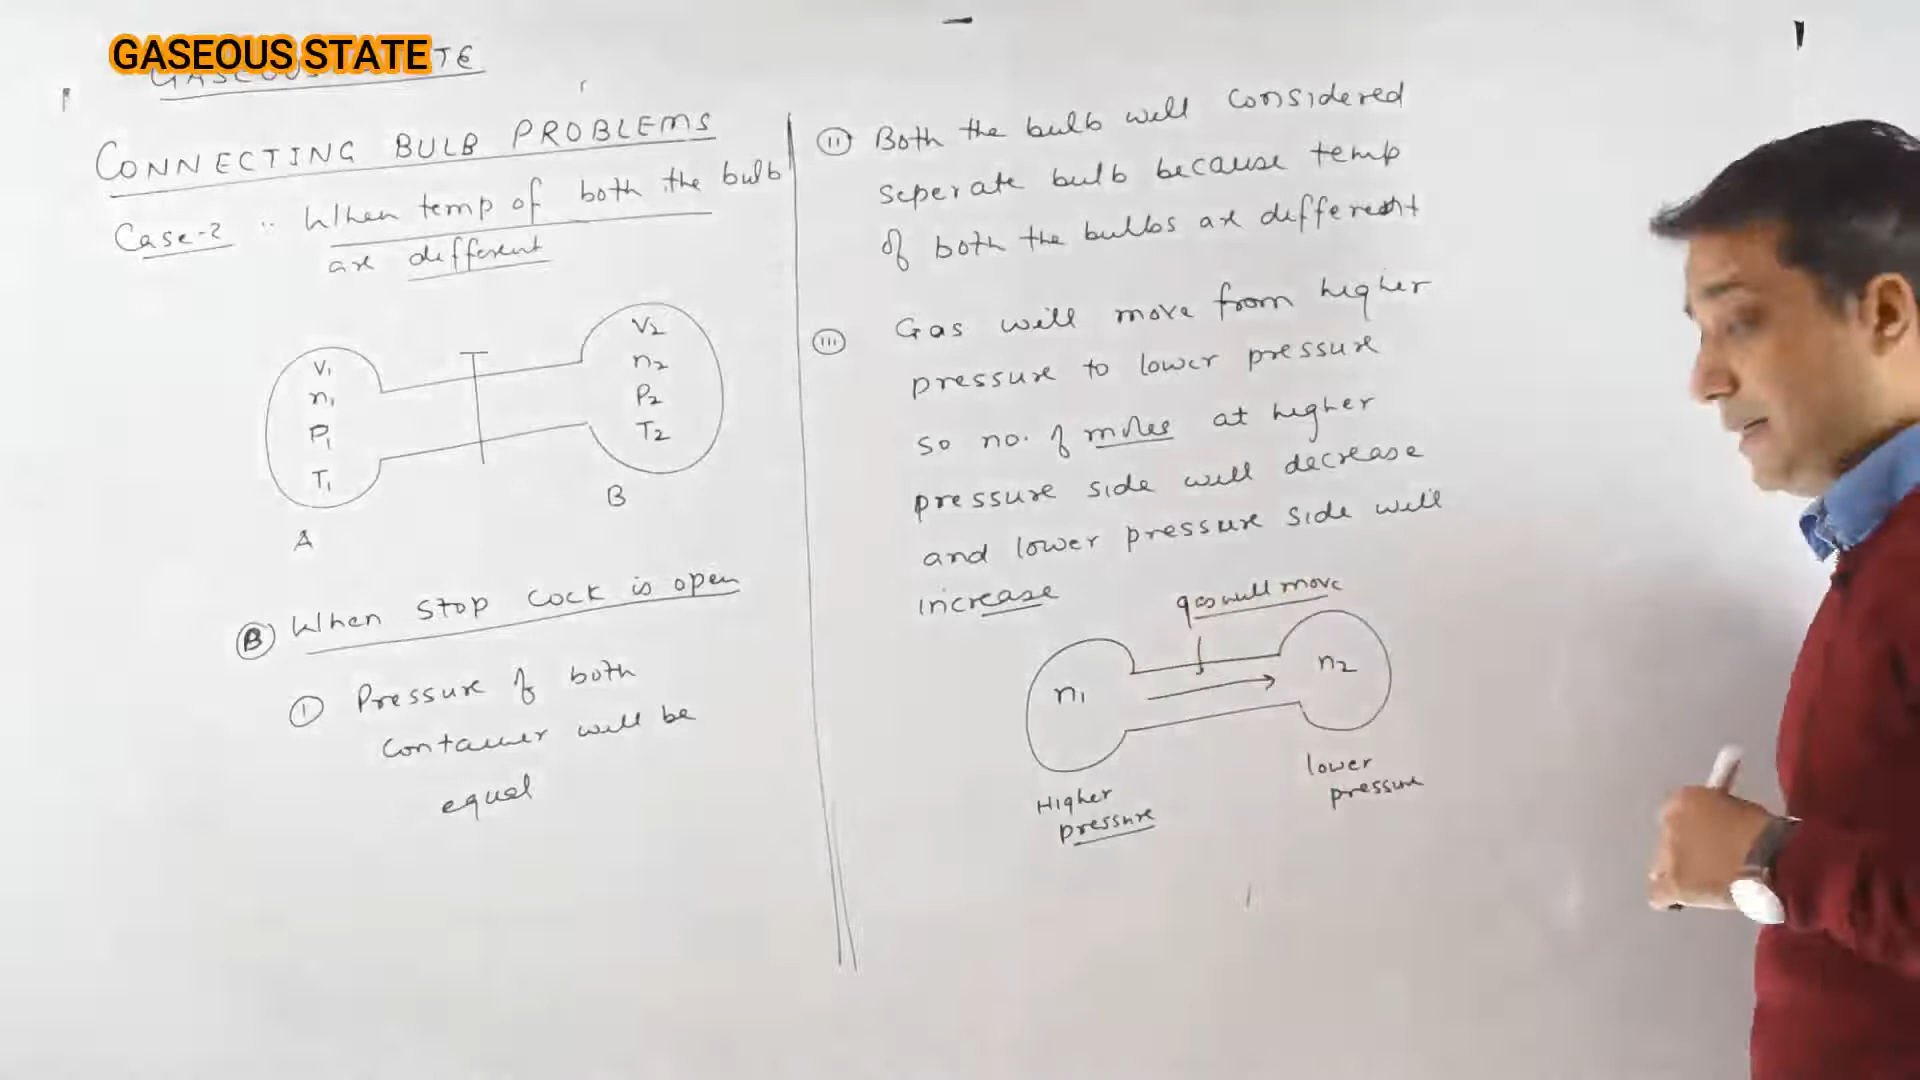 GASEOUS STATE
CONNECTING BULB PROBLEMS
Case-2 :- When temp of both the bulb
are different
V1
n1
P1
T1
A
V2
n2
P2
T2
B
(B) When stop cock is open
(I) Pressure of both
container will be
equal
(II) Both the bulb will considered
seperate bulb because temp
of both the bulbs are different
(III) Gas will move from higher
pressure to lower pressure
so no. of moles at higher
pressure side will decrease
and lower pressure side will
increase
gas will move
n1
n2
Higher
pressure
lower
pressure